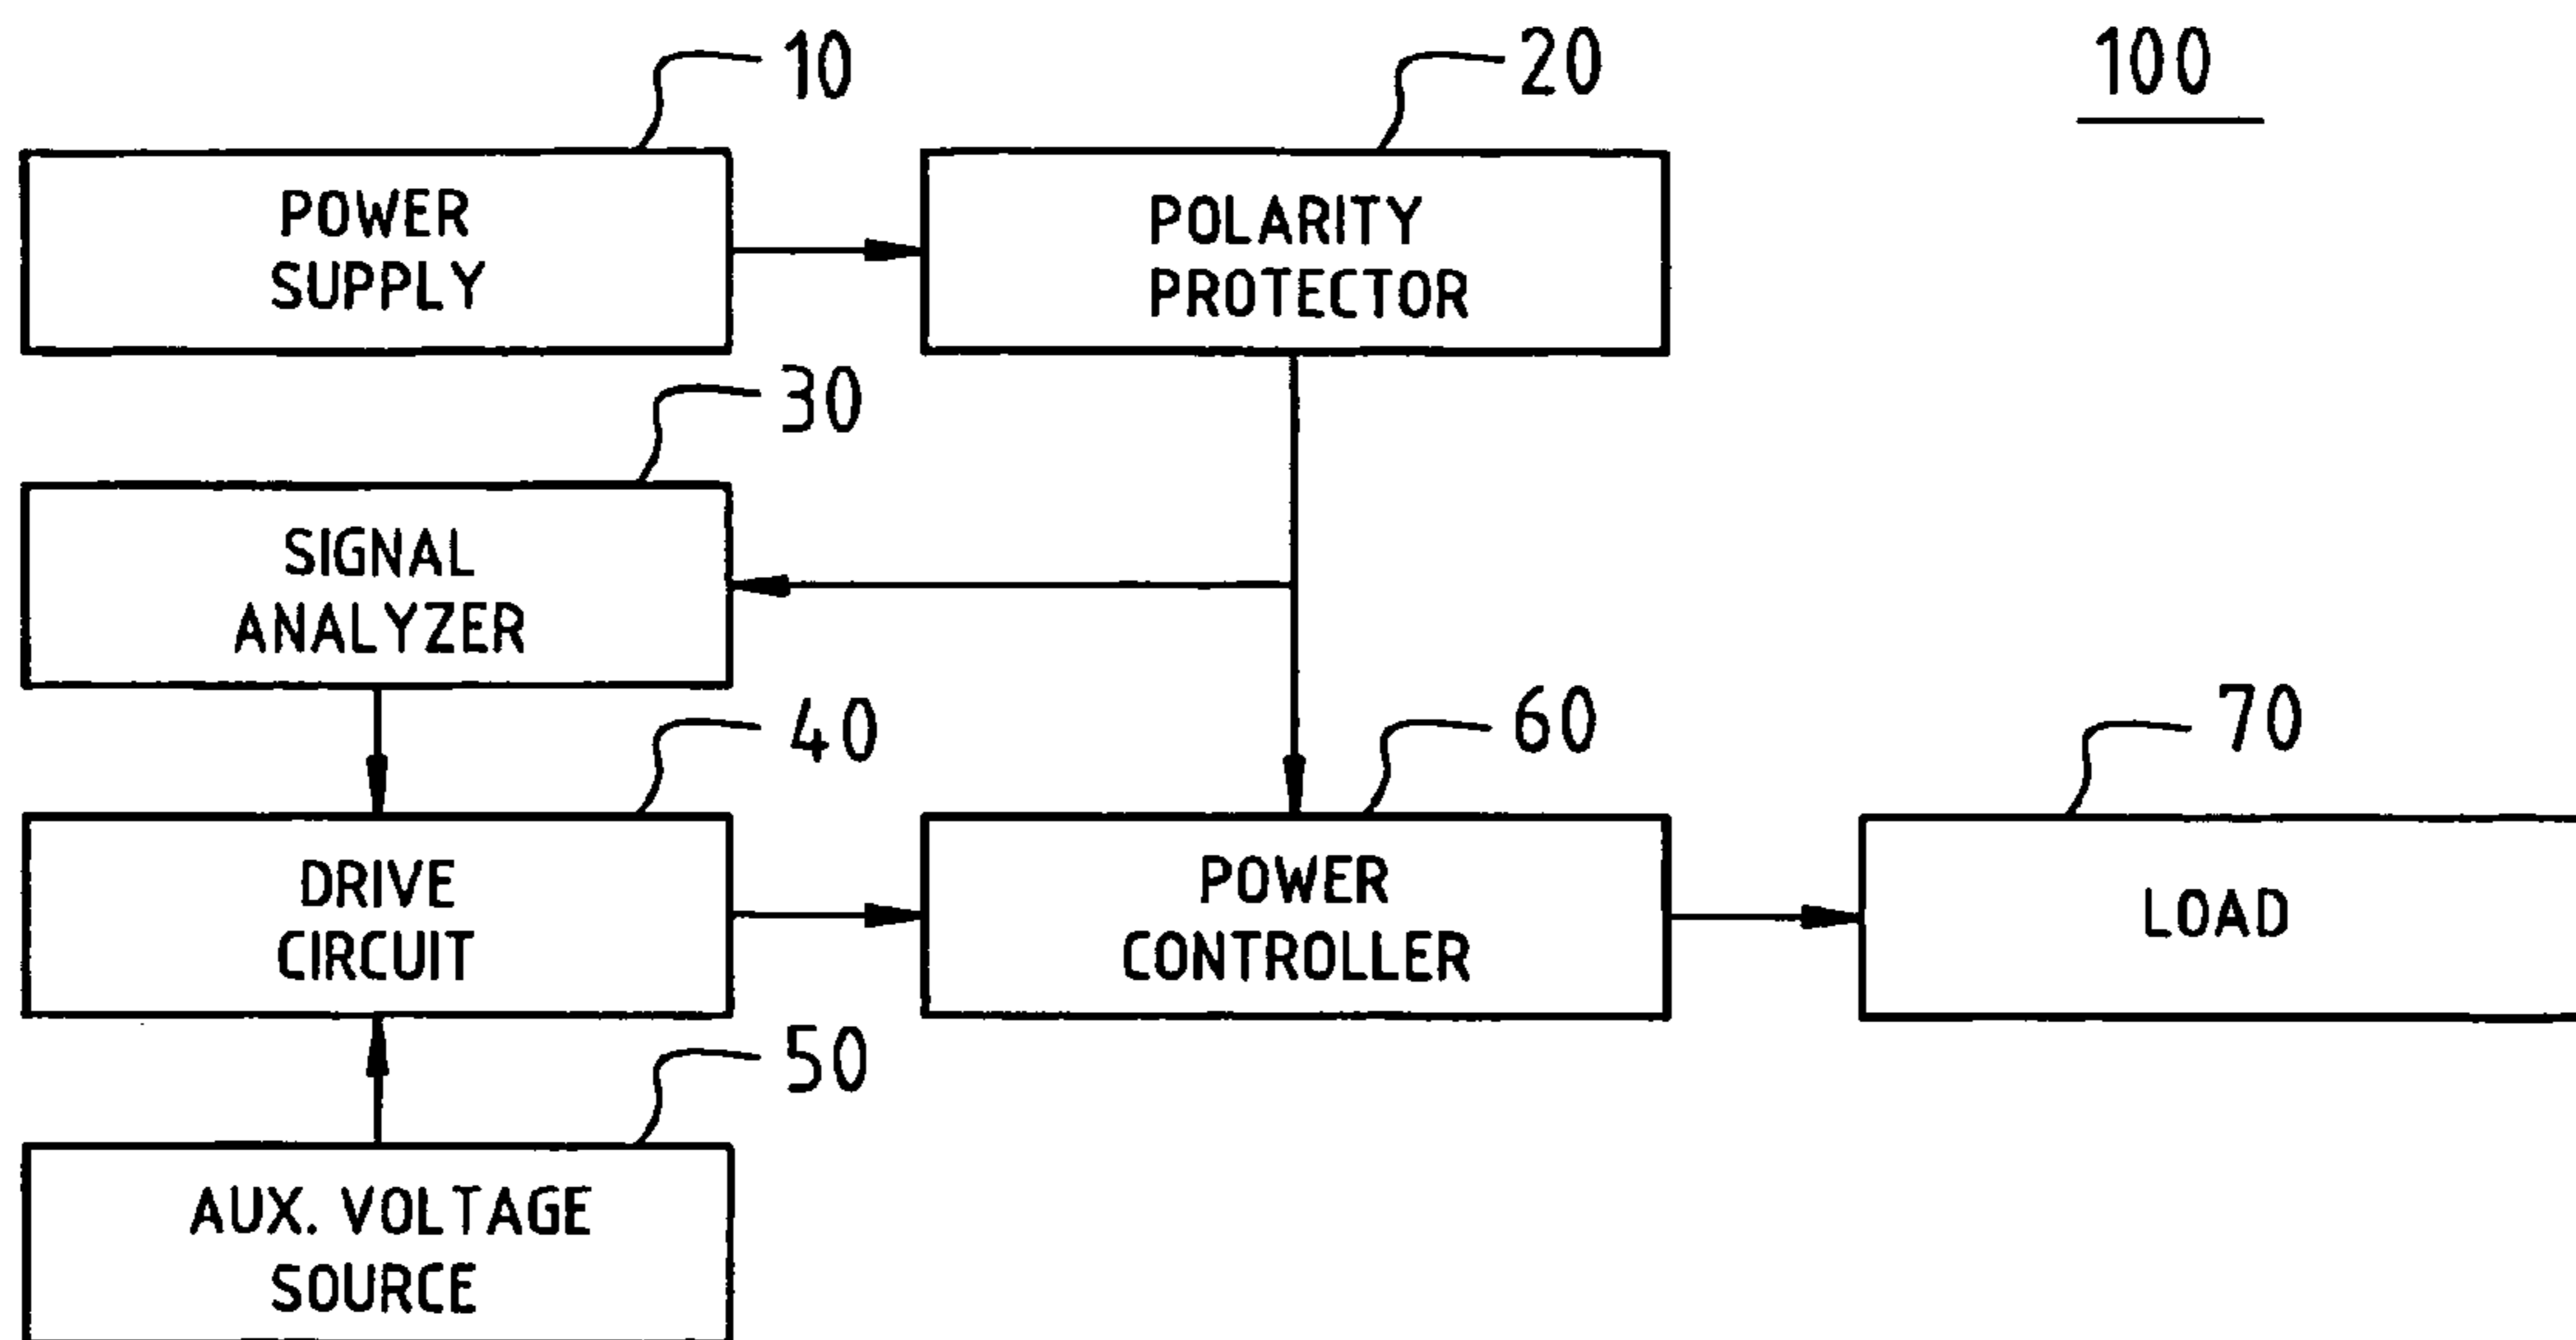 10
20
100
POWER
SUPPLY
POLARITY
PROTECTOR
30
SIGNAL
ANALYZER
40
60
70
DRIVE
CIRCUIT
POWER
CONTROLLER
LOAD
50
AUX. VOLTAGE
SOURCE